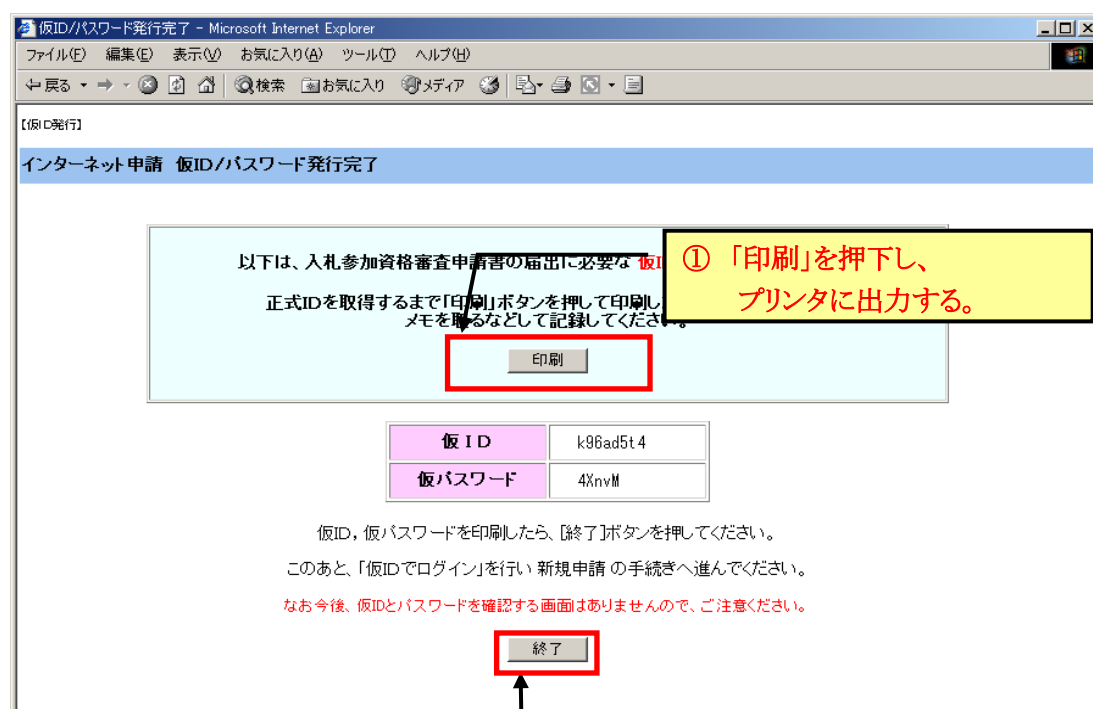 仮ID/パスワード発行完了 - Microsoft Internet Explorer
ファイル(F) 編集(E) 表示(V) お気に入り(A) ツール(T) ヘルプ(H)
戻る 検索 お気に入り メディア
【仮ID発行】
インターネット申請 仮ID/パスワード発行完了
以下は、入札参加資格審査申請書の届出に必要な 仮I
① 「印刷」を押下し、
プリンタに出力する。
正式IDを取得するまで「印刷」ボタンを押して印刷し
メモを取るなどして記録してください。
印刷
仮ID k96ad5t4
仮パスワード 4XnvM
仮ID，仮パスワードを印刷したら、［終了］ボタンを押してください。
このあと、「仮IDでログイン」を行い 新規申請 の手続きへ進んでください。
なお今後、仮IDとパスワードを確認する画面はありませんので、ご注意ください。
終了